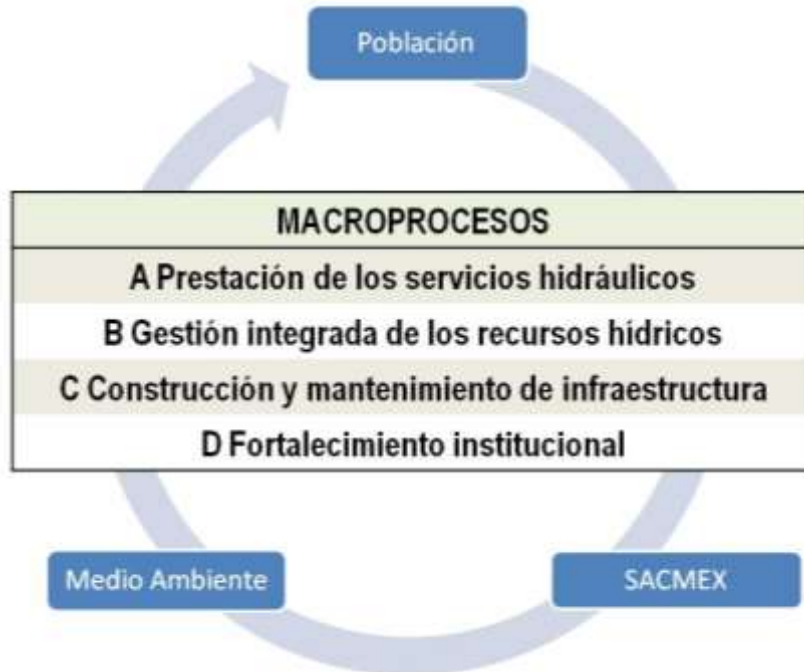 Población
MACROPROCESOS
A Prestación de los servicios hidráulicos
B Gestión integrada de los recursos hídricos
C Construcción y mantenimiento de infraestructura
D Fortalecimiento institucional
Medio Ambiente
SACMEX